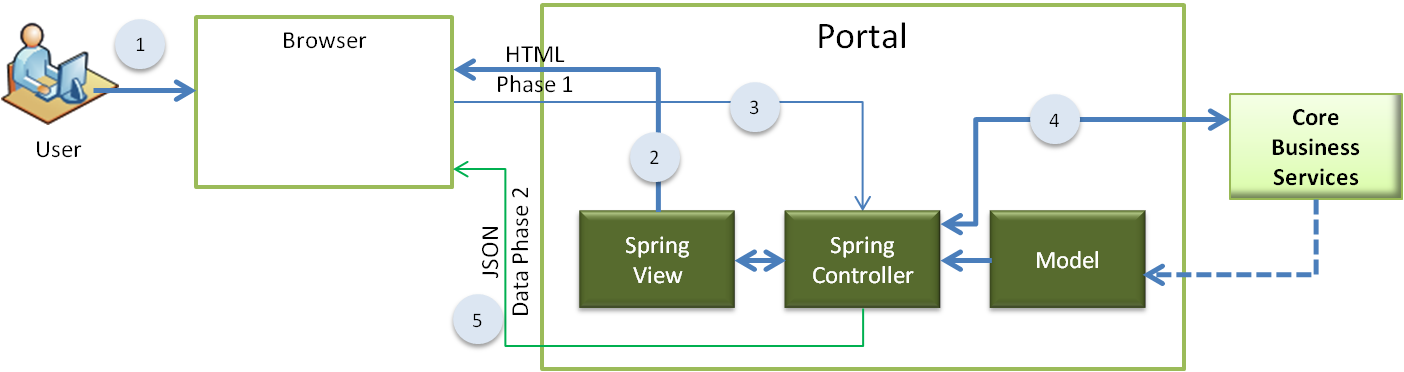 1
User
Browser
HTML
Phase 1
Portal
3
2
4
Core
Business
Services
JSON
Data Phase 2
5
Spring
View
Spring
Controller
Model